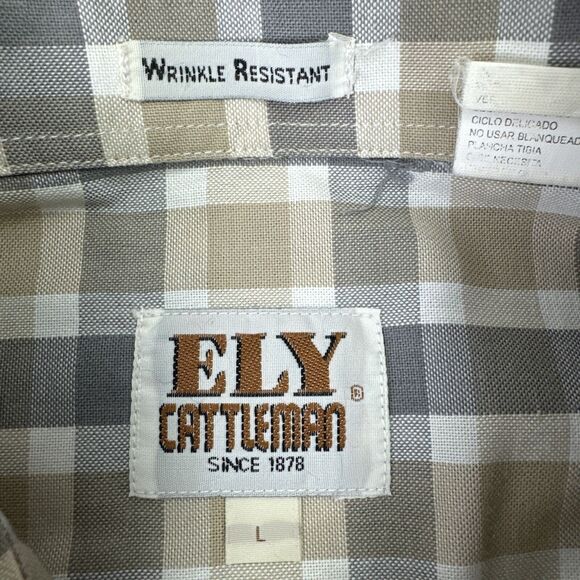 WRINKLE RESISTANT
CICLO DELICADO
NO USAR BLANQUEAD
PLANCHA TIBIA
ELY
CATTLEMAN®
SINCE 1878
L